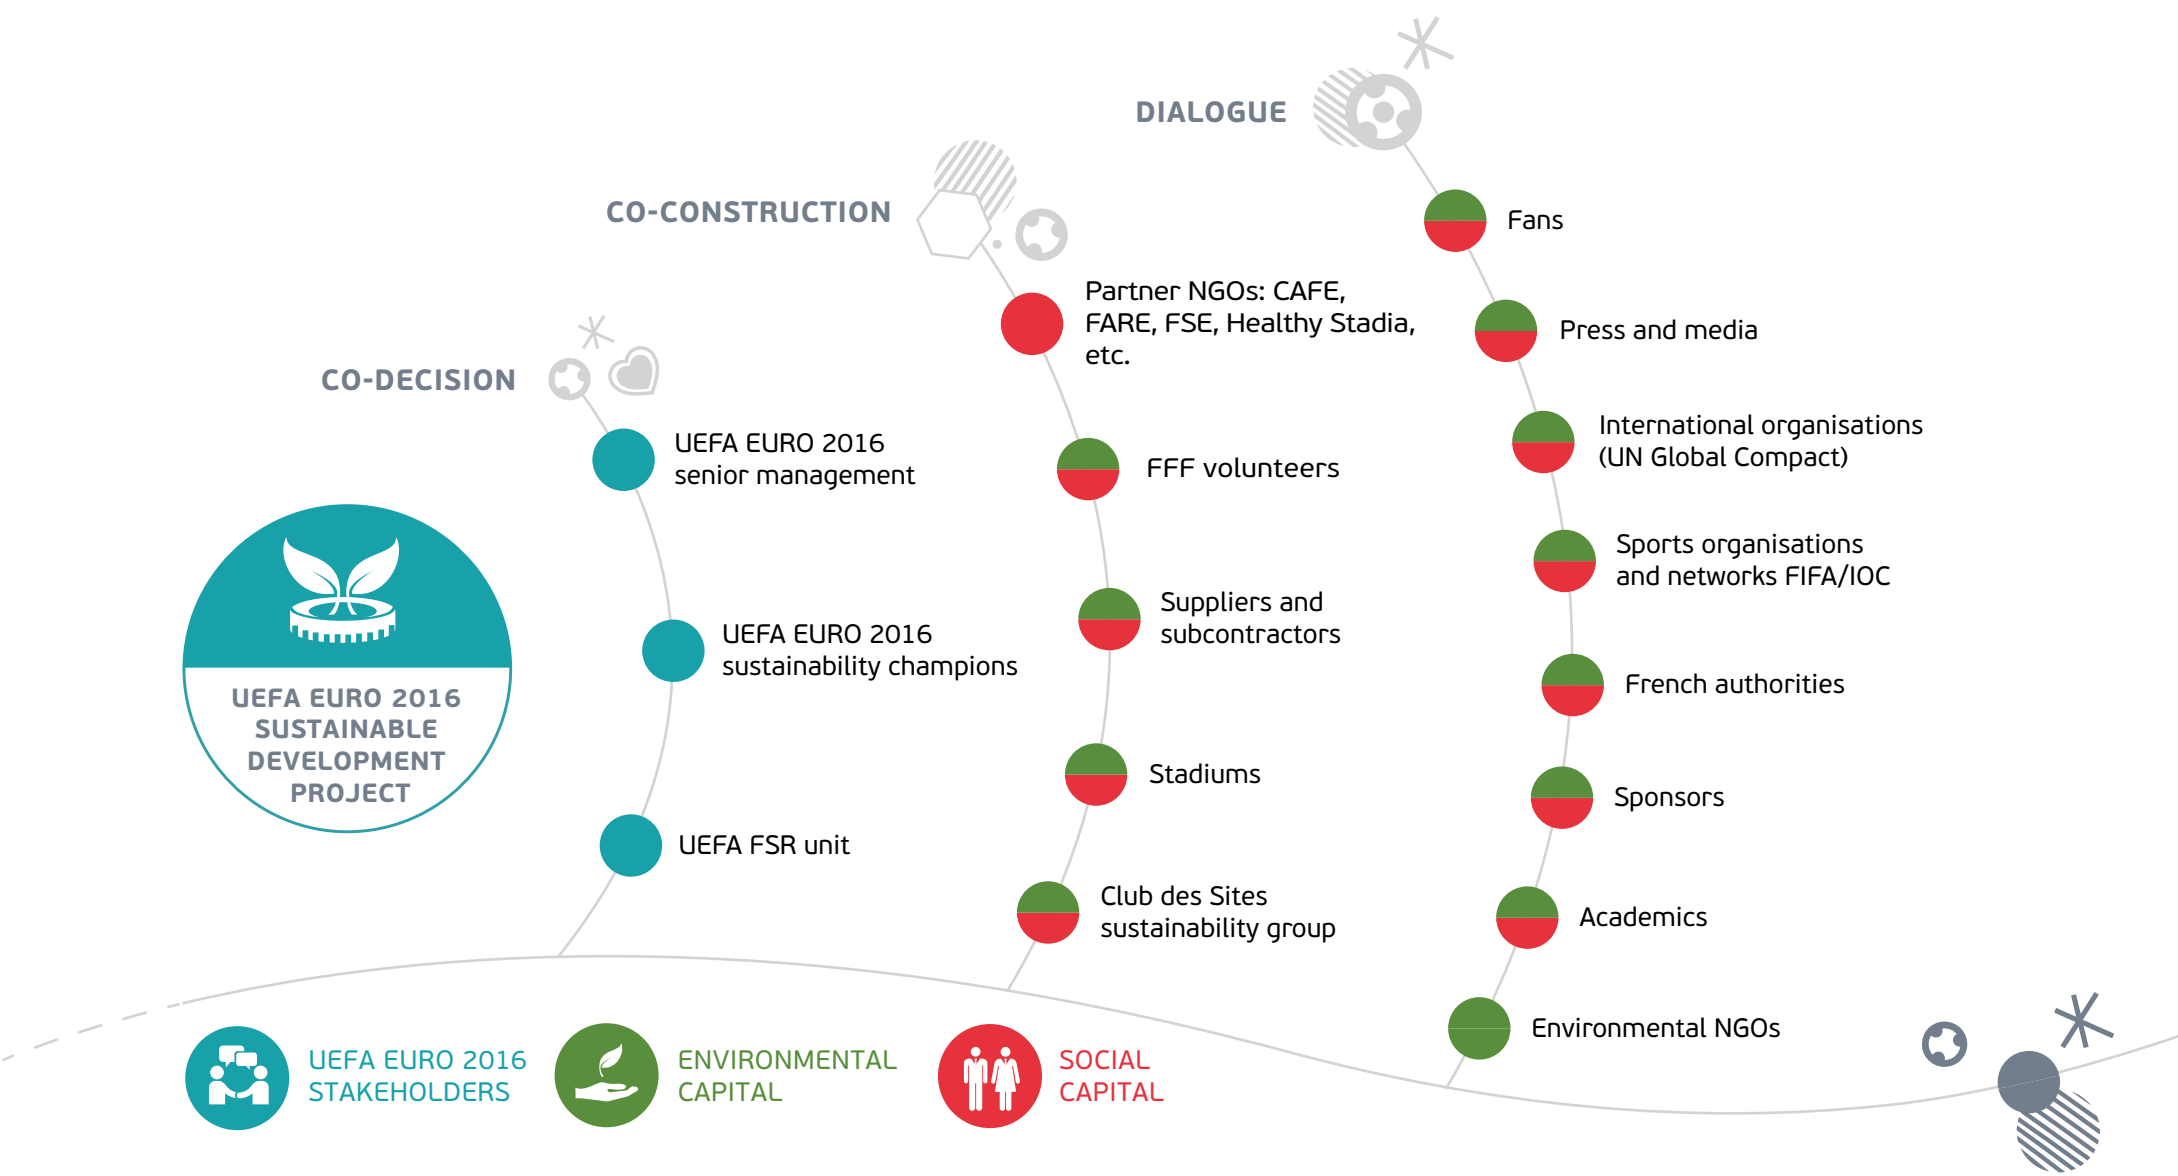 DIALOGUE
Fans
Press and media
International organisations
(UN Global Compact)
Sports organisations
and networks FIFA/IOC
French authorities
Sponsors
Academics
Environmental NGOs
CO-CONSTRUCTION
Partner NGOs: CAFE,
FARE, FSE, Healthy Stadia,
etc.
FFF volunteers
Suppliers and
subcontractors
Stadiums
Club des Sites
sustainability group
CO-DECISION
UEFA EURO 2016
senior management
UEFA EURO 2016
sustainability champions
UEFA FSR unit
UEFA EURO 2016
SUSTAINABLE
DEVELOPMENT
PROJECT
UEFA EURO 2016
STAKEHOLDERS
ENVIRONMENTAL
CAPITAL
SOCIAL
CAPITAL